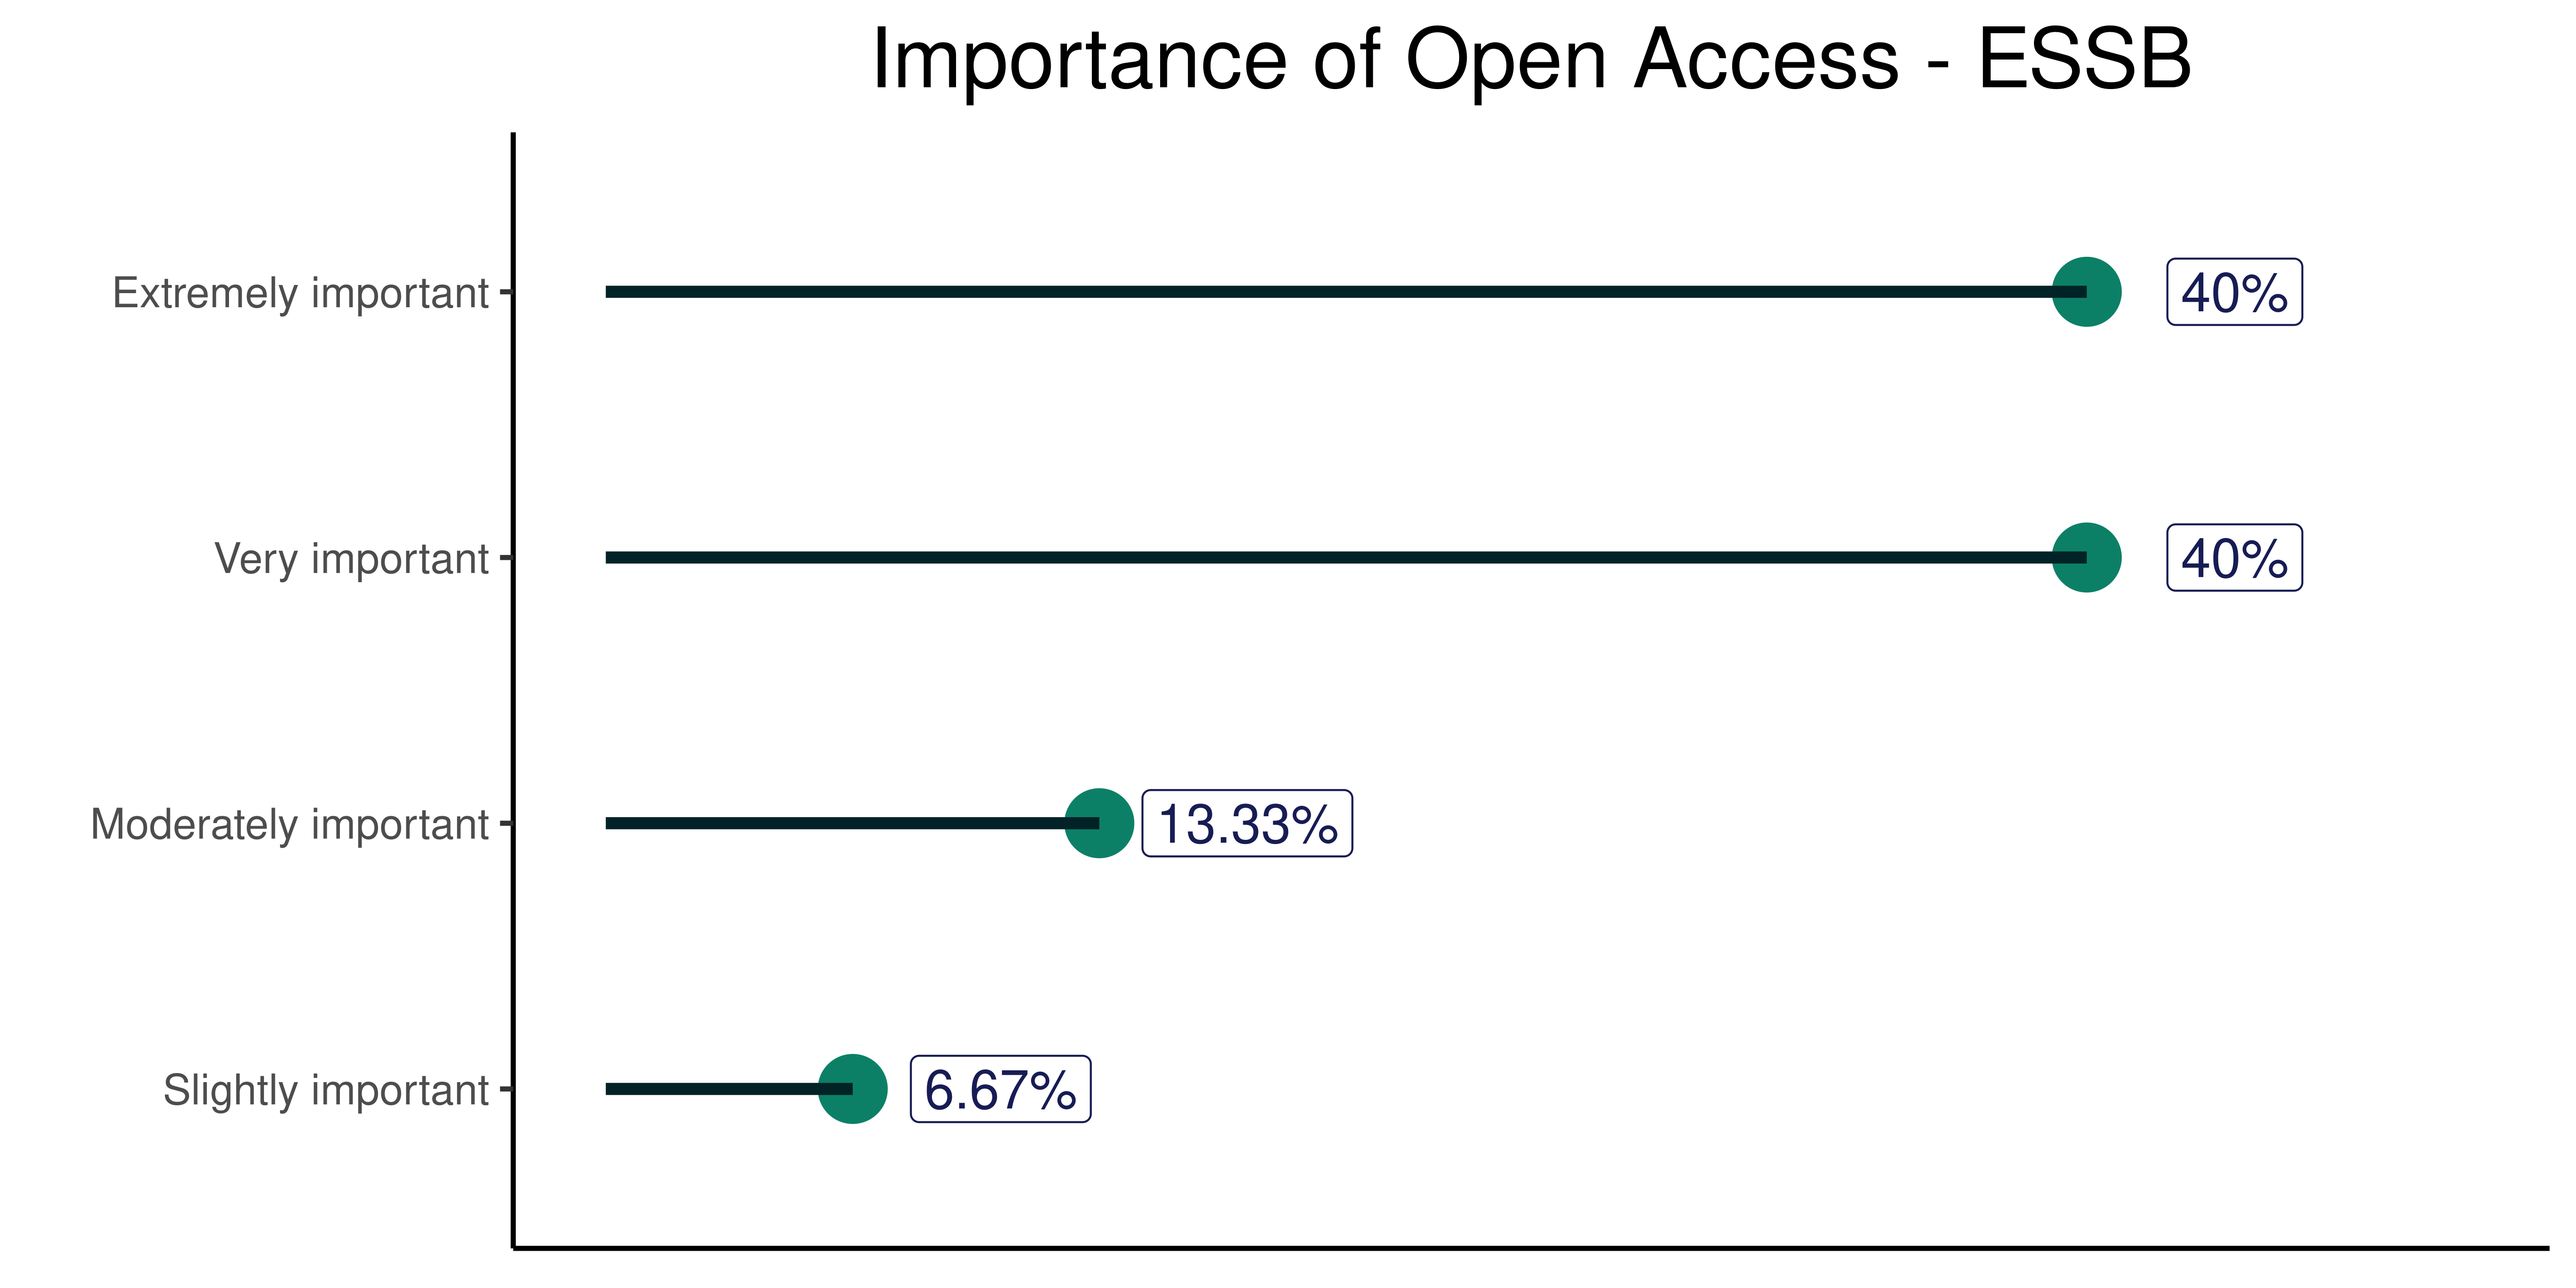 Importance of Open Access - ESSB
Extremely important
40%
Very important
40%
Moderately important
13.33%
Slightly important
6.67%